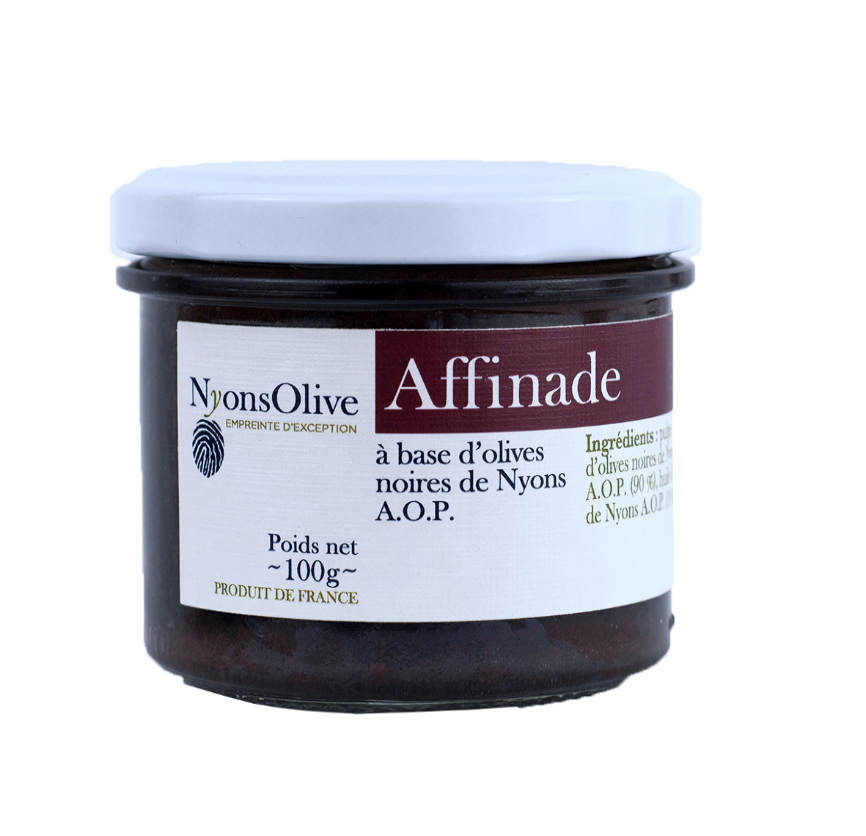 NyonsOlive
EMPREINTE D'EXCEPTION
Poids net
~100g~
PRODUIT DE FRANCE
Affinade
à base d'olives
noires de Nyons
A.O.P.
Ingrédients :
d'olives noires de
A.O.P. (90 %),
de Nyons A.O.P.